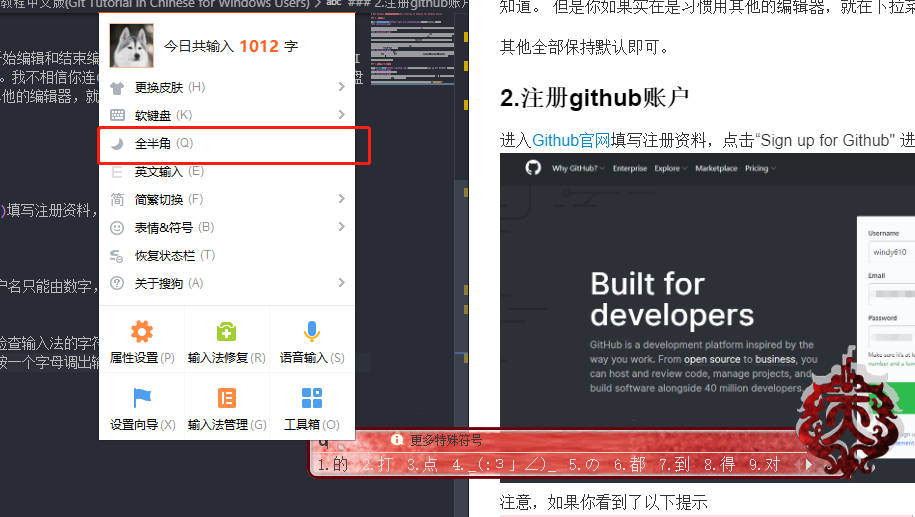 教程中文版(Git Tutorial in Chinese for Windows Users) > abc ### 2.注册github账户
开始编辑和结束编
。我不相信你连
其他的编辑器，就
)填写注册资料，
户名只能由数字，
检查输入法的字符
按一个字母调出输
今日共输入 1012 字
更换皮肤 (H)
软键盘 (K)
全半角 (Q)
英文输入 (E)
简繁切换 (F)
表情&符号 (B)
恢复状态栏 (T)
关于搜狗 (A)
属性设置 (P) 输入法修复 (R) 语音输入 (S)
设置向导 (X) 输入法管理 (G) 工具箱 (O)
更多特殊符号
1.的 2.打 3.点 4._(:3」∠)_ 5.の 6.都 7.到 8.得 9.对
知道。 但是你如果实在是习惯用其他的编辑器，就在下拉菜
其他全部保持默认即可。
2.注册github账户
进入Github官网填写注册资料，点击“Sign up for Github” 进
Why GitHub? Enterprise Explore Marketplace Pricing
Built for
developers
GitHub is a development platform inspired by the
way you work. From open source to business, you
can host and review code, manage projects, and
build software alongside 40 million developers.
Username
windy610
Email
Password
Make sure it's at le
number and a lowe
注意，如果你看到了以下提示